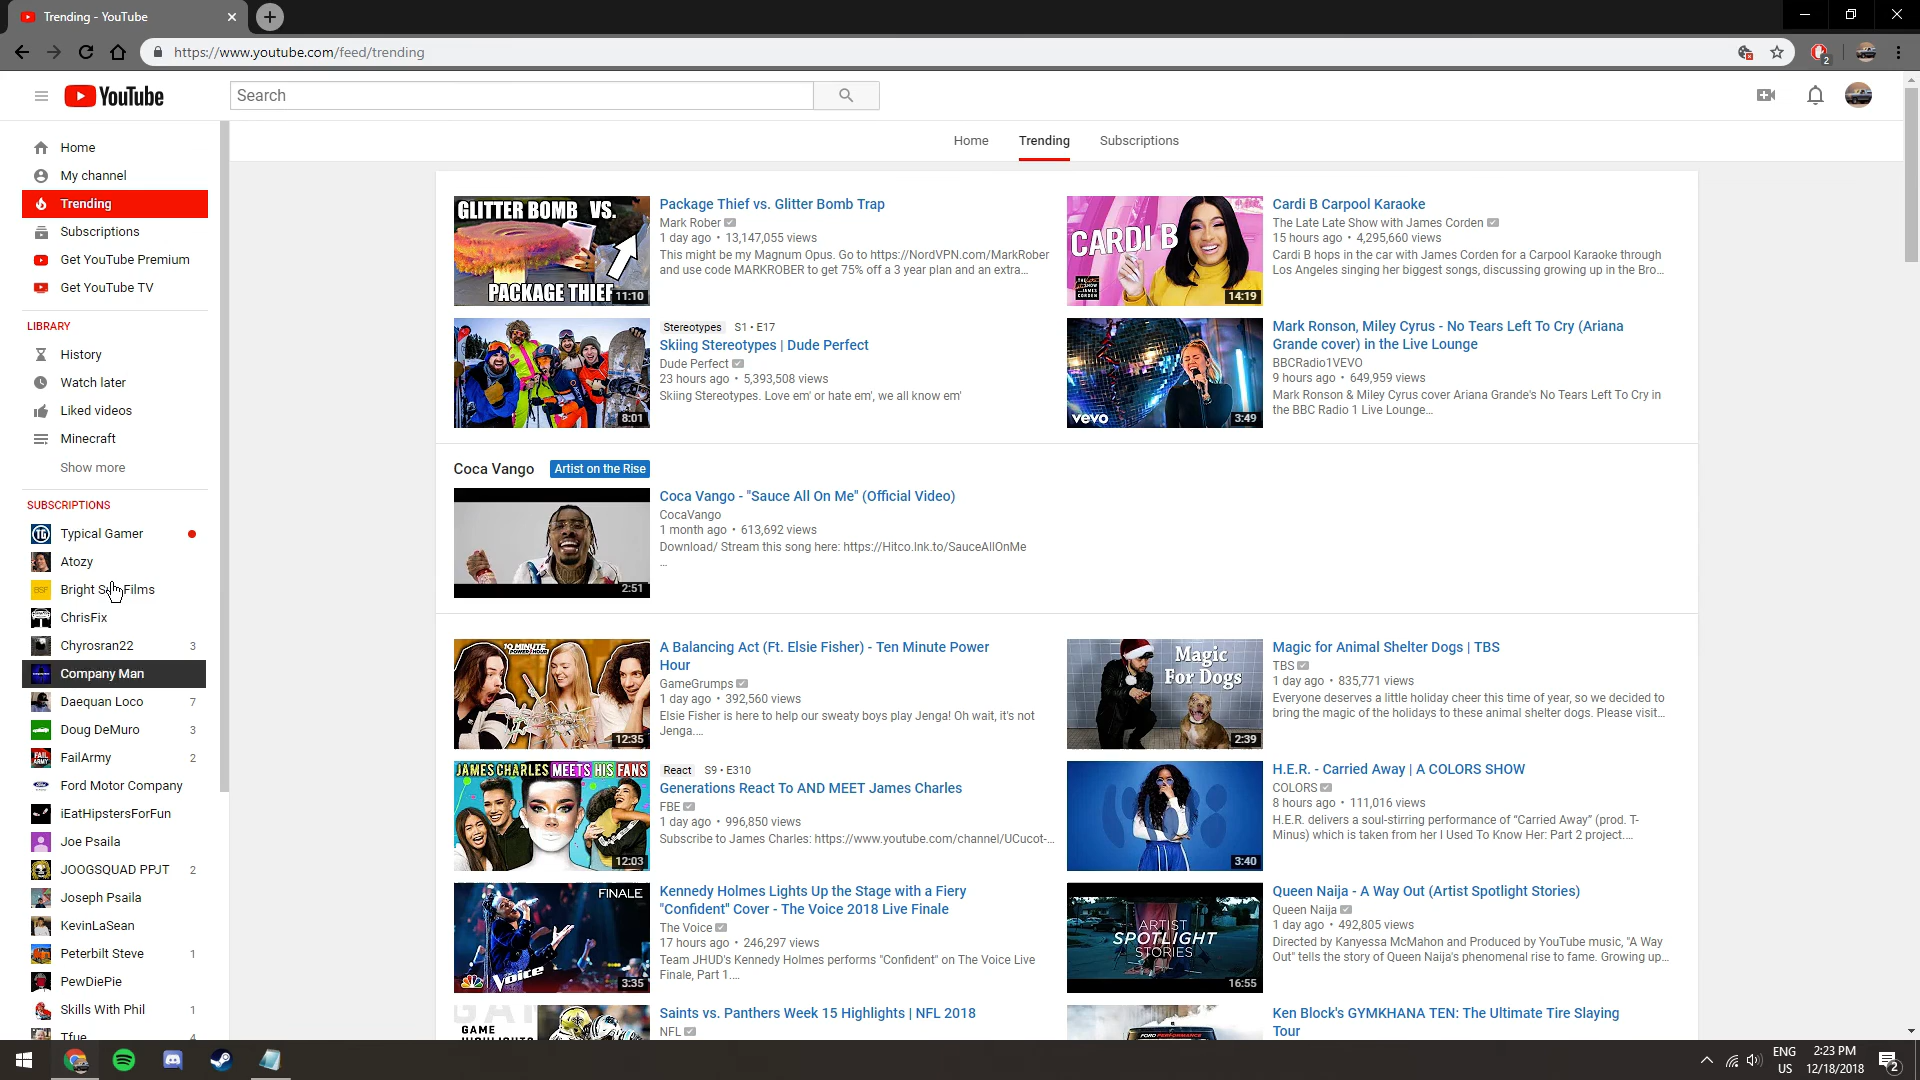 Trending - YouTube
https://www.youtube.com/feed/trending
2
YouTube
Search
Home
Trending
Subscriptions
Home
My channel
Trending
Subscriptions
Get YouTube Premium
Get YouTube TV
LIBRARY
History
Watch later
Liked videos
Minecraft
Show more
SUBSCRIPTIONS
Typical Gamer
Atozy
Bright Films
ChrisFix
Chyrosran22 3
Company Man
Daequan Loco 7
Doug DeMuro 3
FailArmy 2
Ford Motor Company
iEatHipstersForFun
Joe Psaila
JOOGSQUAD PPJT 2
Joseph Psaila
KevinLaSean
Peterbilt Steve 1
PewDiePie
Skills With Phil 1
Tfue 4
GLITTER BOMB VS.
PACKAGE THIEF
11:10
Package Thief vs. Glitter Bomb Trap
Mark Rober
1 day ago • 13,147,055 views
This might be my Magnum Opus. Go to https://NordVPN.com/MarkRober
and use code MARKROBER to get 75% off a 3 year plan and an extra...
CARDI B
14:19
Cardi B Carpool Karaoke
The Late Late Show with James Corden
15 hours ago • 4,295,660 views
Cardi B hops in the car with James Corden for a Carpool Karaoke through
Los Angeles singing her biggest songs, discussing growing up in the Bro...
8:01
Stereotypes S1 • E17
Skiing Stereotypes | Dude Perfect
Dude Perfect
23 hours ago • 5,393,508 views
Skiing Stereotypes. Love em' or hate em', we all know em'
vevo
3:49
Mark Ronson, Miley Cyrus - No Tears Left To Cry (Ariana
Grande cover) in the Live Lounge
BBCRadio1VEVO
9 hours ago • 649,959 views
Mark Ronson & Miley Cyrus cover Ariana Grande's No Tears Left To Cry in
the BBC Radio 1 Live Lounge...
Coca Vango Artist on the Rise
2:51
Coca Vango - "Sauce All On Me" (Official Video)
CocaVango
1 month ago • 613,692 views
Download/ Stream this song here: https://Hitco.lnk.to/SauceAllOnMe
...
10 MINUTE
POWER HOUR
12:35
A Balancing Act (Ft. Elsie Fisher) - Ten Minute Power
Hour
GameGrumps
1 day ago • 392,560 views
Elsie Fisher is here to help our sweaty boys play Jenga! Oh wait, it's not
Jenga....
Magic
For Dogs
2:39
Magic for Animal Shelter Dogs | TBS
TBS
1 day ago • 835,771 views
Everyone deserves a little holiday cheer this time of year, so we decided to
bring the magic of the holidays to these animal shelter dogs. Please visit...
JAMES CHARLES MEETS HIS FANS
12:03
React S9 • E310
Generations React To AND MEET James Charles
FBE
1 day ago • 996,850 views
Subscribe to James Charles: https://www.youtube.com/channel/UCucot-...
3:40
H.E.R. - Carried Away | A COLORS SHOW
COLORS
8 hours ago • 111,016 views
H.E.R. delivers a soul-stirring performance of “Carried Away” (prod. T-
Minus) which is taken from her I Used To Know Her: Part 2 project....
FINALE
Voice
3:35
Kennedy Holmes Lights Up the Stage with a Fiery
"Confident" Cover - The Voice 2018 Live Finale
The Voice
17 hours ago • 246,297 views
Team JHUD's Kennedy Holmes performs "Confident" on The Voice Live
Finale, Part 1....
ARTIST
SPOTLIGHT
STORIES
16:55
Queen Naija - A Way Out (Artist Spotlight Stories)
Queen Naija
1 day ago • 492,805 views
Directed by Kanyessa McMahon and Produced by YouTube music, "A Way
Out" tells the story of Queen Naija's phenomenal rise to fame. Growing up...
GAME
HIGHLIGHTS
Saints vs. Panthers Week 15 Highlights | NFL 2018
NFL
Ken Block's GYMKHANA TEN: The Ultimate Tire Slaying
Tour
ENG
US
2:23 PM
12/18/2018
2